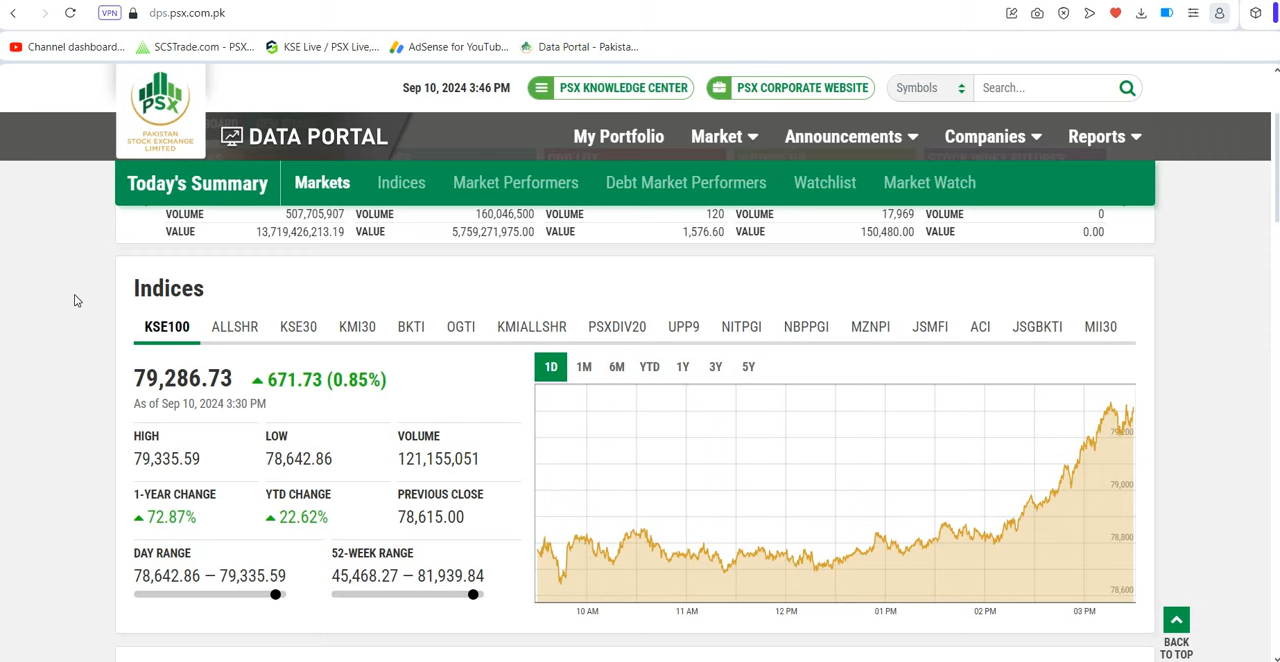 VPN dps.psx.com.pk
Channel dashboard... SCSTrade.com - PSX... KSE Live / PSX Live,... AdSense for YouTub... Data Portal - Pakista...
PSX
PAKISTAN
STOCK EXCHANGE
LIMITED
Sep 10, 2024 3:46 PM PSX KNOWLEDGE CENTER PSX CORPORATE WEBSITE Symbols Search...
DATA PORTAL My Portfolio Market Announcements Companies Reports
Today's Summary Markets Indices Market Performers Debt Market Performers Watchlist Market Watch
VOLUME 507,705,907 VOLUME 160,046,500 VOLUME 120 VOLUME 17,969 VOLUME 0
VALUE 13,719,426,213.19 VALUE 5,759,271,975.00 VALUE 1,576.60 VALUE 150,480.00 VALUE 0.00
Indices
KSE100 ALLSHR KSE30 KMI30 BKTI OGTI KMIALLSHR PSXDIV20 UPP9 NITPGI NBPPGI MZNPI JSMFI ACI JSGBKTI MII30
79,286.73 671.73 (0.85%)
As of Sep 10, 2024 3:30 PM
HIGH LOW VOLUME
79,335.59 78,642.86 121,155,051
1-YEAR CHANGE YTD CHANGE PREVIOUS CLOSE
72.87% 22.62% 78,615.00
DAY RANGE 52-WEEK RANGE
78,642.86 — 79,335.59 45,468.27 — 81,939.84
1D 1M 6M YTD 1Y 3Y 5Y
79,200
79,000
78,800
78,600
10 AM 11 AM 12 PM 01 PM 02 PM 03 PM
BACK
TO TOP